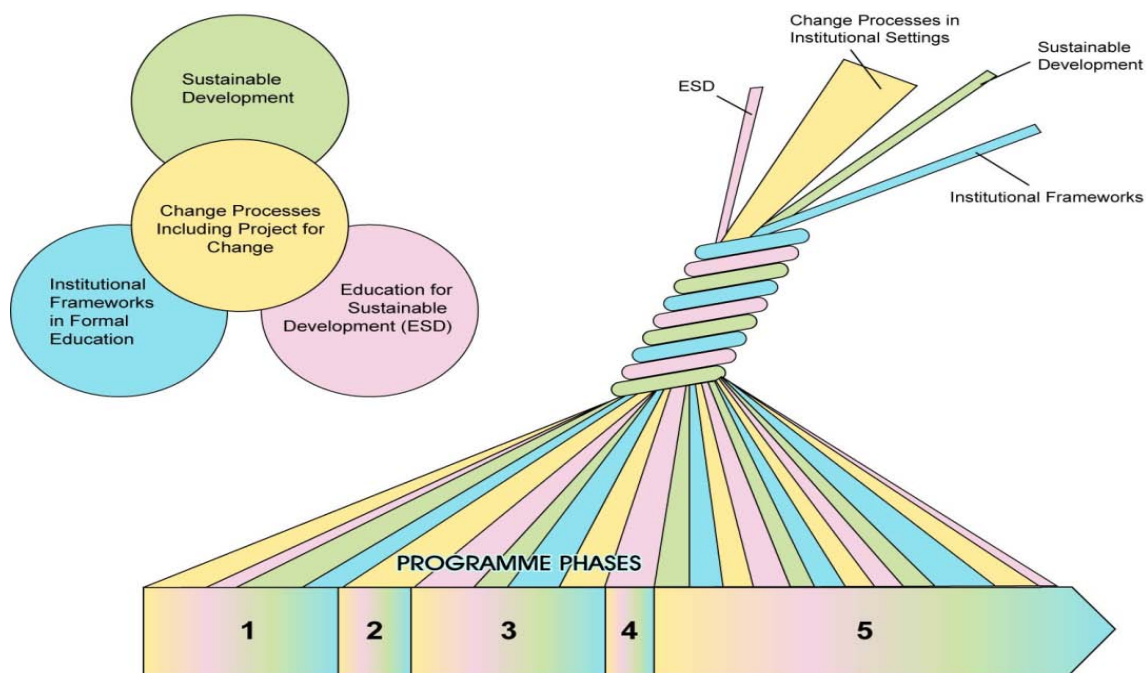 Sustainable
Development
Change Processes
Including Project for
Change
Institutional
Frameworks
in Formal
Education
Education for
Sustainable
Development (ESD)
ESD
Change Processes in
Institutional Settings
Sustainable
Development
Institutional Frameworks
PROGRAMME PHASES
1
2
3
4
5